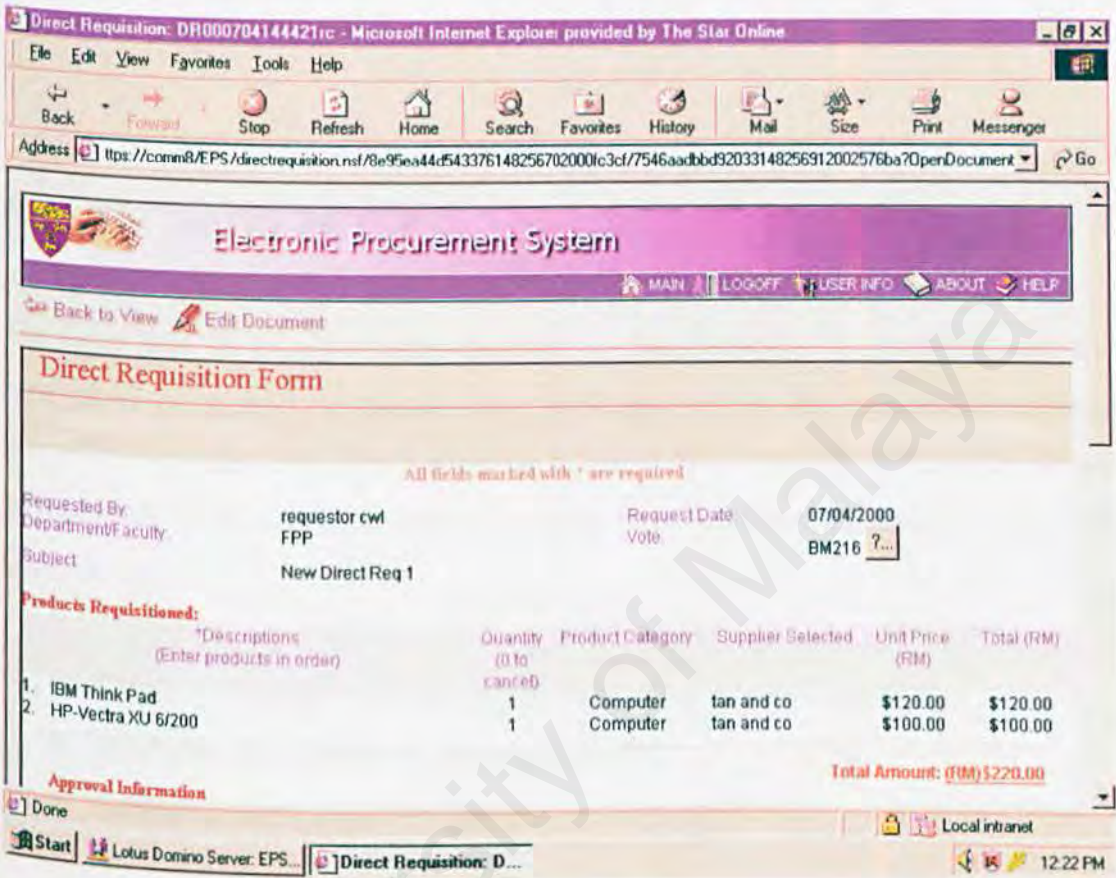 Direct Requisition: DR000704144421rc - Microsoft Internet Explorer provided by The Star Online
File Edit View Favorites Tools Help
Back Forward Stop Refresh Home Search Favorites History Mail Size Print Messenger
Address ttps://comm8/EPS/directrequisition.nsf/8e95ea44d543376148256702000fc3cf/7546aadbbd92033148256912002576ba?OpenDocument Go
Electronic Procurement System
MAIN LOGOFF USER INFO ABOUT HELP
Back to View Edit Document
Direct Requisition Form
All fields marked with * are required
Requested By: requestor cwl Request Date: 07/04/2000
Department/Faculty: FPP Vote: BM216 ?...
Subject New Direct Req 1
Products Requisitioned:
*Descriptions Quantity Product Category Supplier Selected Unit Price Total (RM)
(Enter products in order) (0 to (RM)
cancel)
1. IBM Think Pad 1 Computer tan and co $120.00 $120.00
2. HP-Vectra XU 6/200 1 Computer tan and co $100.00 $100.00
Total Amount: (RM)$220.00
Approval Information
Done Local intranet
Start Lotus Domino Server: EPS... Direct Requisition: D... 12:22 PM
sity of Malaya